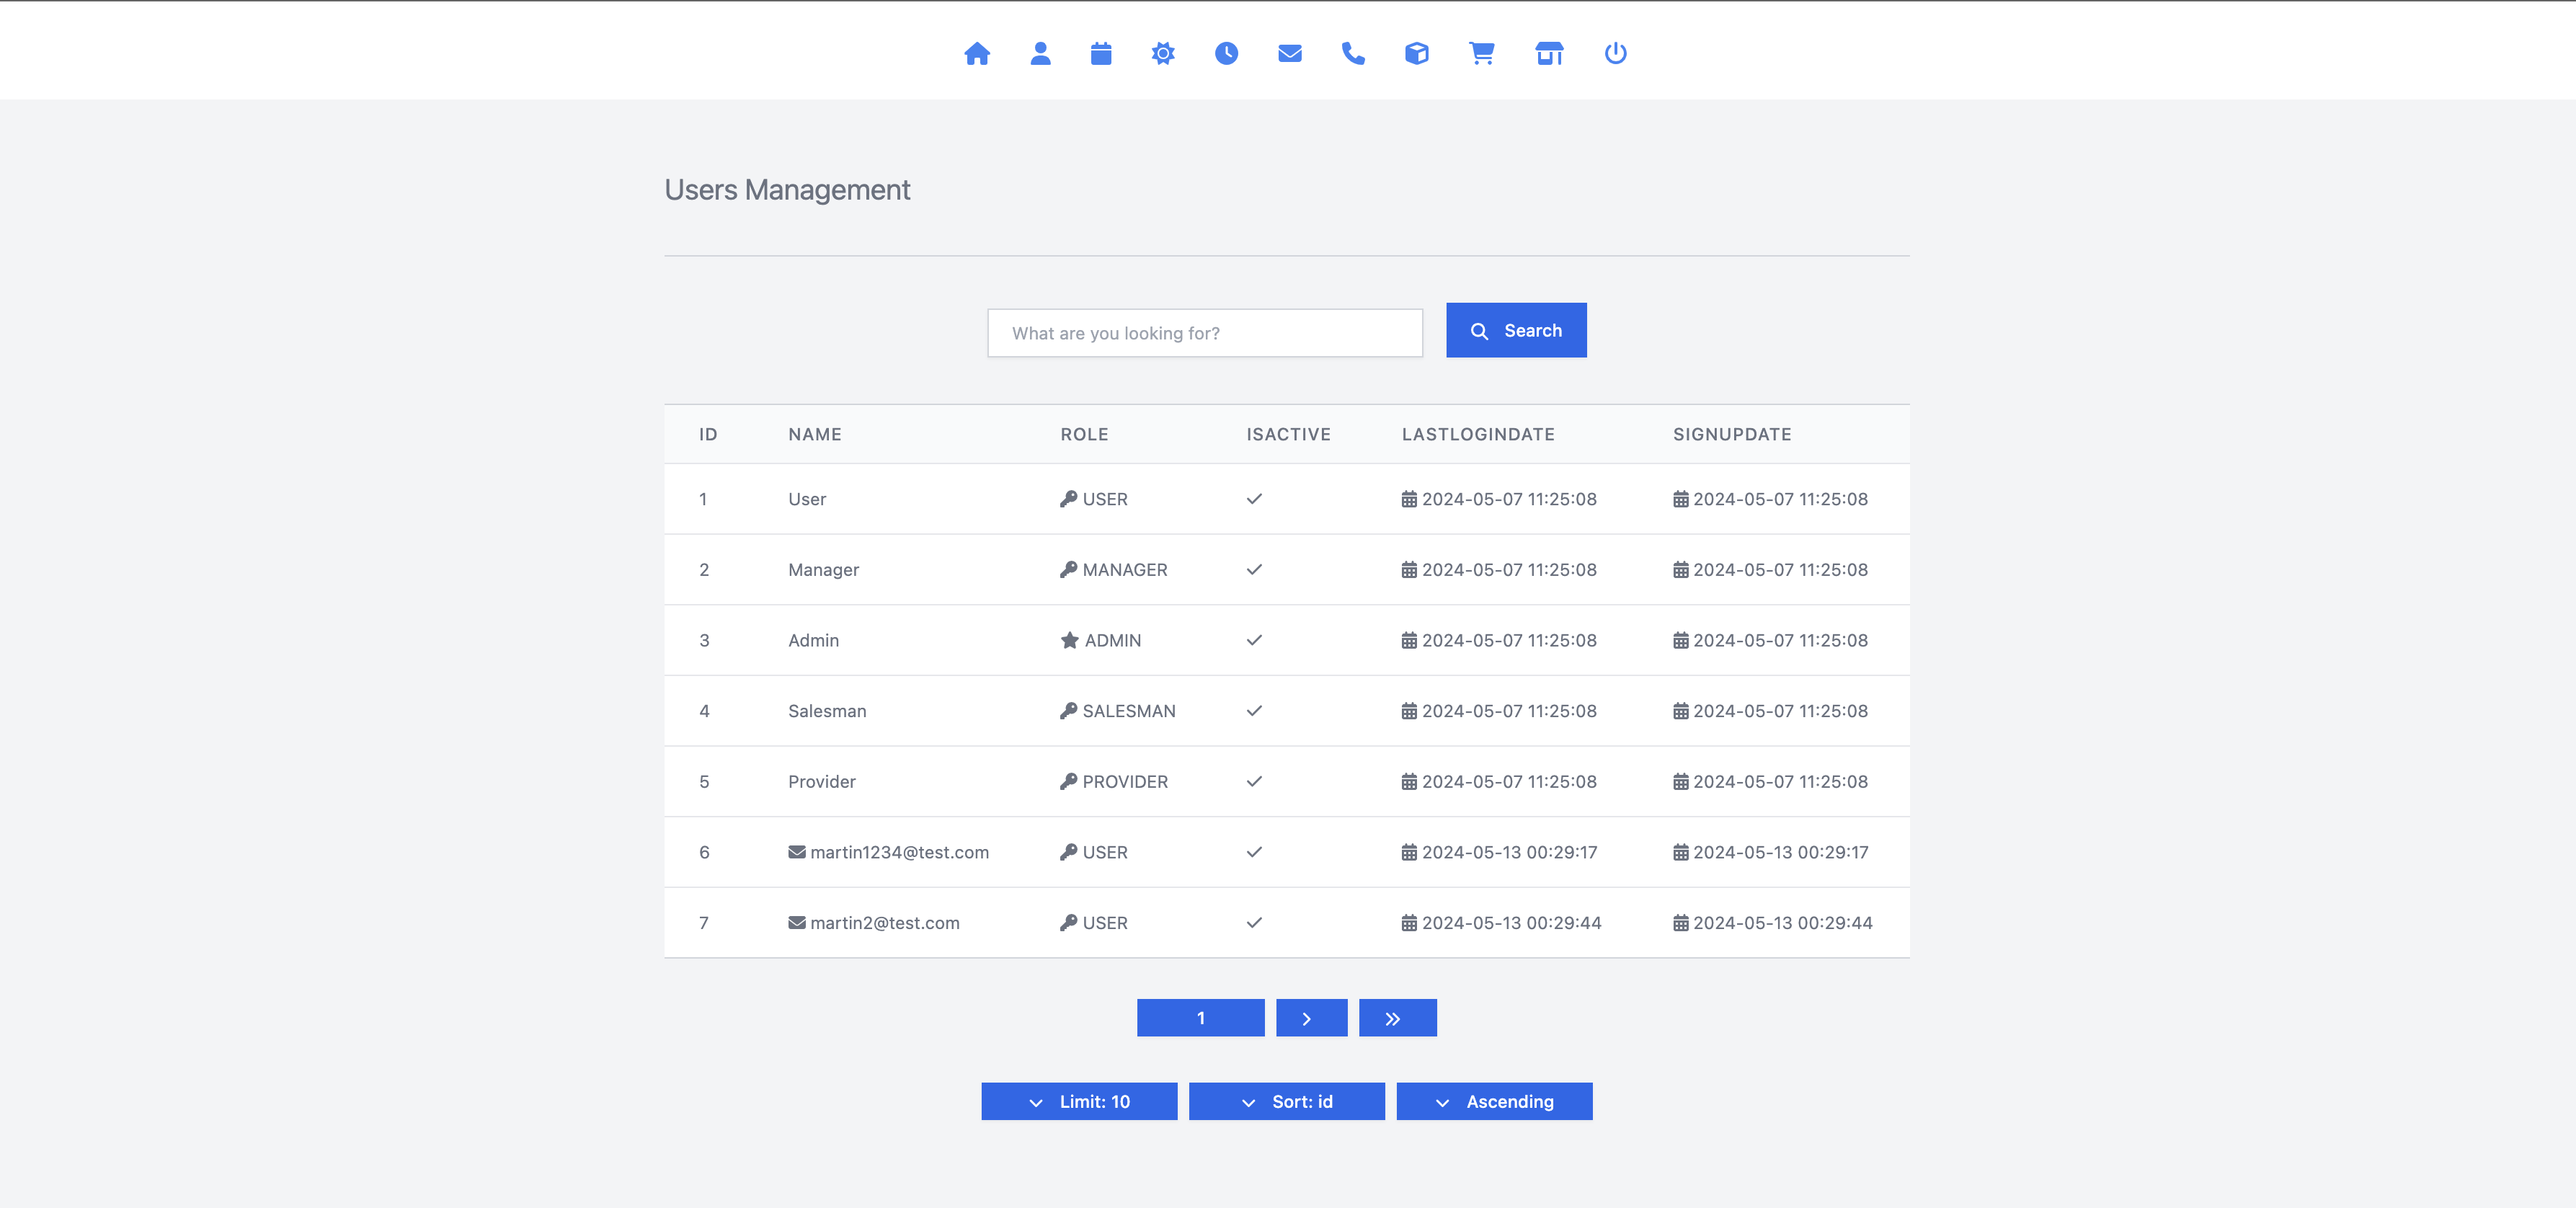 Users Management
What are you looking for?
Search
ID NAME ROLE ISACTIVE LASTLOGINDATE SIGNUPDATE
1 User USER 2024-05-07 11:25:08 2024-05-07 11:25:08
2 Manager MANAGER 2024-05-07 11:25:08 2024-05-07 11:25:08
3 Admin ADMIN 2024-05-07 11:25:08 2024-05-07 11:25:08
4 Salesman SALESMAN 2024-05-07 11:25:08 2024-05-07 11:25:08
5 Provider PROVIDER 2024-05-07 11:25:08 2024-05-07 11:25:08
6 martin1234@test.com USER 2024-05-13 00:29:17 2024-05-13 00:29:17
7 martin2@test.com USER 2024-05-13 00:29:44 2024-05-13 00:29:44
1
Limit: 10 Sort: id Ascending